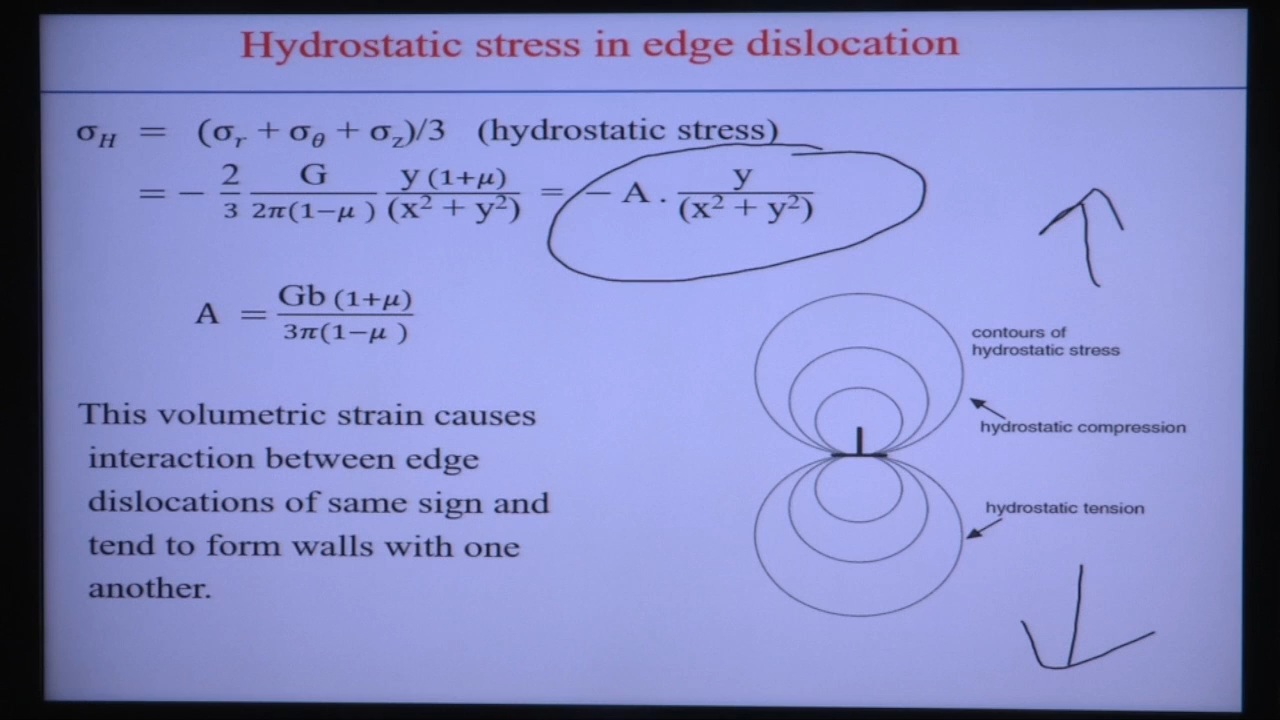 Hydrostatic stress in edge dislocation
σ_H = (σ_r + σ_θ + σ_z)/3 (hydrostatic stress)
= − 2/3 G/2π(1−μ ) y (1+μ)/(x² + y²) = − A . y/(x² + y²)
A = Gb (1+μ)/3π(1−μ )
contours of
hydrostatic stress
hydrostatic compression
This volumetric strain causes
interaction between edge
dislocations of same sign and
tend to form walls with one
another.
hydrostatic tension